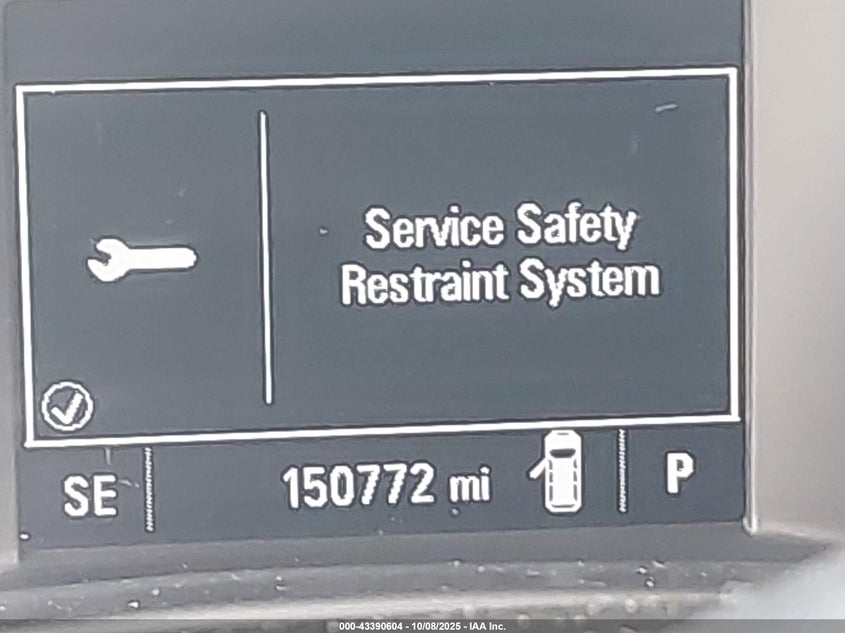 Service Safety
Restraint System
SE
150772 mi
P
000-43390604 - 10/08/2025 - IAA Inc.